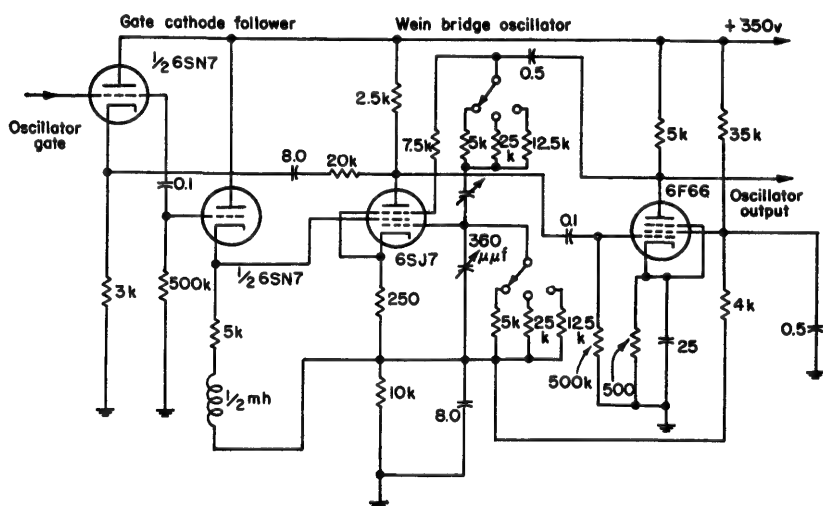 Gate cathode follower
Wein bridge oscillator
+ 350v
1/2 6SN7
0.5
2.5k
7.5k
5k
25
k
12.5k
5k
35k
Oscillator
gate
8.0
20k
0.1
6F6G
Oscillator
output
0.1
360
μμf
6SJ7
1/2 6SN7
3k
500k
250
5k
25
k
12.5
k
4k
5k
25
0.5
500k
500
1/2 mh
10k
8.0